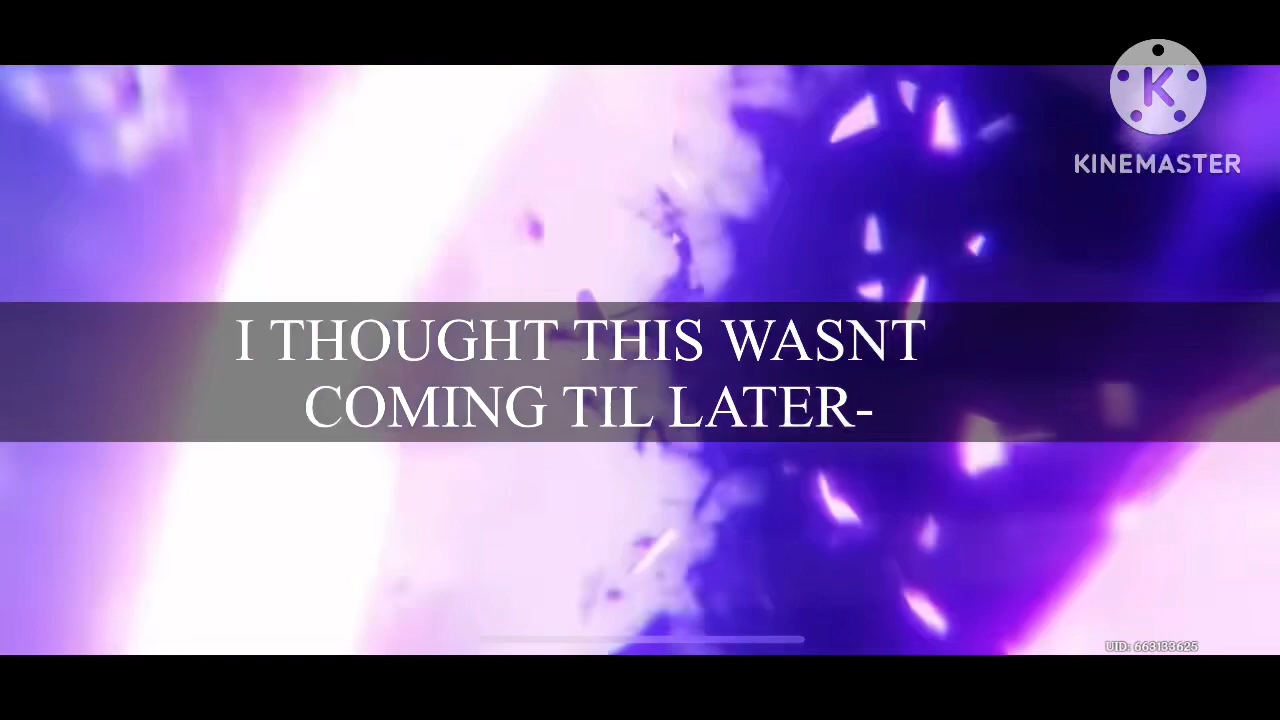 K
KINEMASTER
I THOUGHT THIS WASNT
COMING TIL LATER-
UID: 663133625